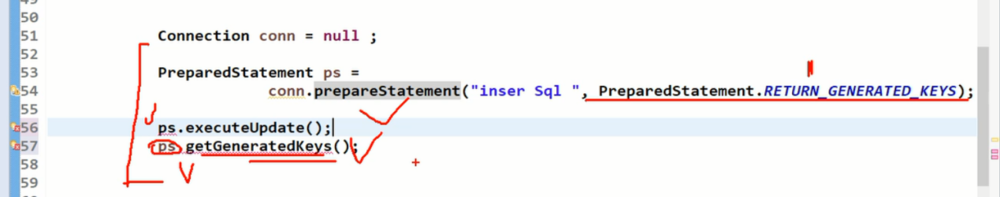 50
51 Connection conn = null ;
52
53 PreparedStatement ps =
54 conn.prepareStatement("inser Sql ", PreparedStatement.RETURN_GENERATED_KEYS);
55
56 ps.executeUpdate();
57 ps.getGeneratedKeys();
58
59